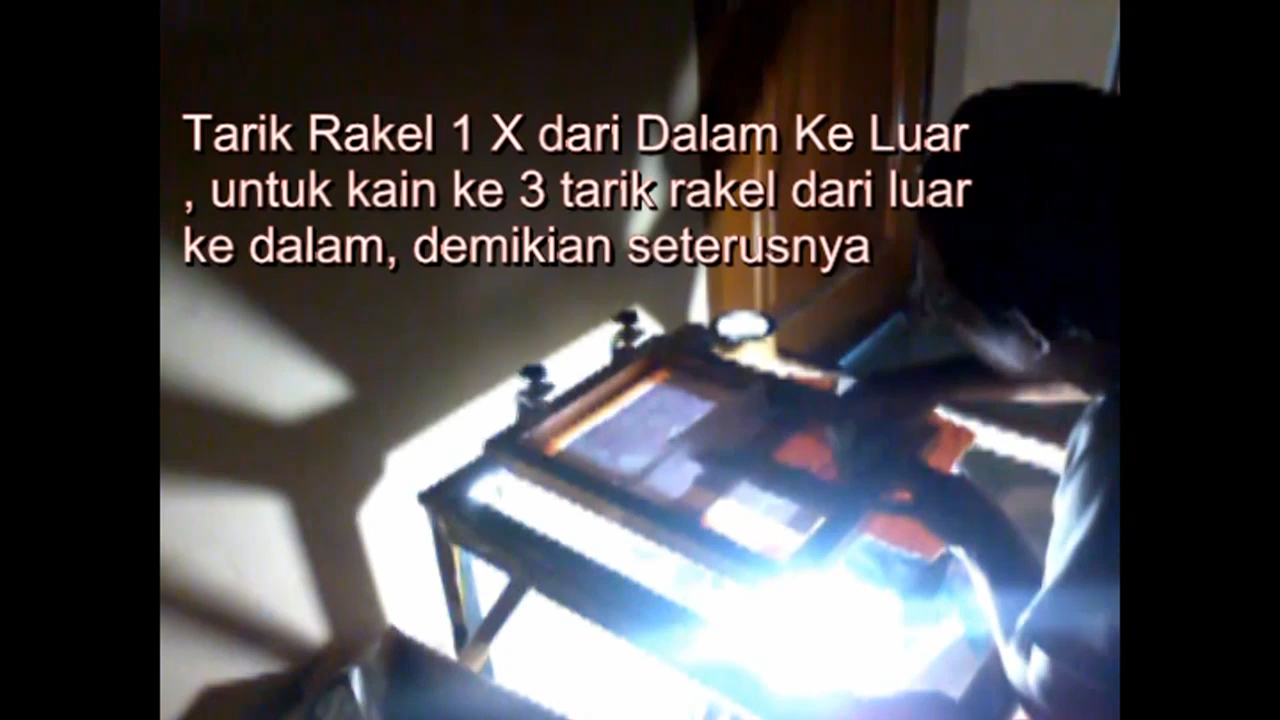 Tarik Rakel 1 X dari Dalam Ke Luar
, untuk kain ke 3 tarik rakel dari luar
ke dalam, demikian seterusnya